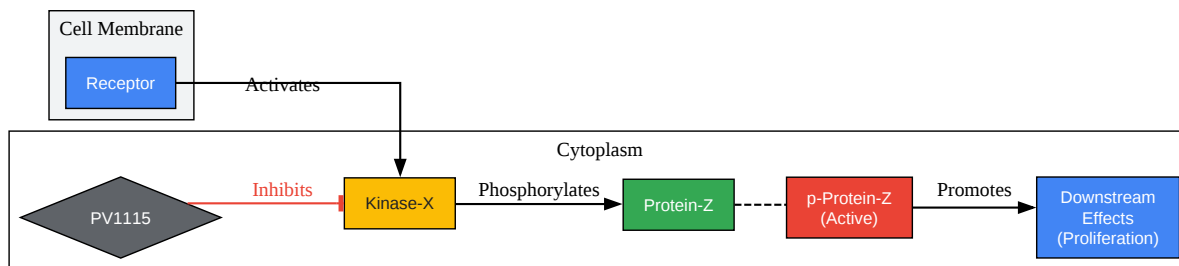 Cell Membrane
Receptor
Activates
Cytoplasm
PV1115
Inhibits
Kinase-X
Phosphorylates
Protein-Z
p-Protein-Z
(Active)
Promotes
Downstream
Effects
(Proliferation)